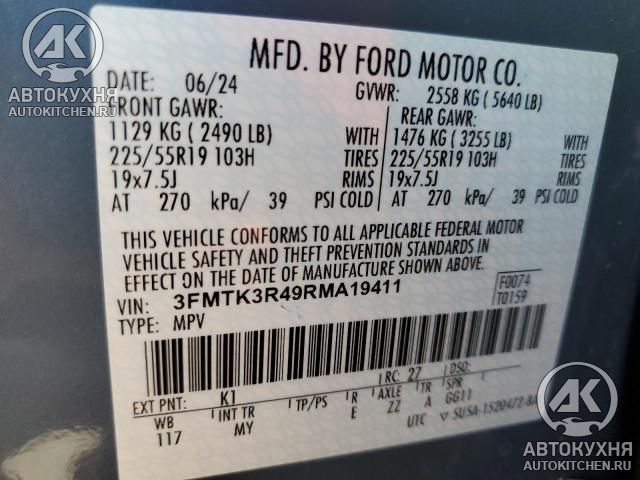 MFD. BY FORD MOTOR CO.
DATE: 06/24 GVWR: 2558 KG ( 5640 LB)
FRONT GAWR: REAR GAWR:
1129 KG ( 2490 LB) WITH 1476 KG ( 3255 LB) WITH
225/55R19 103H TIRES 225/55R19 103H TIRES
19x7.5J RIMS 19x7.5J RIMS
AT 270 kPa/ 39 PSI COLD AT 270 kPa/ 39 PSI COLD
THIS VEHICLE CONFORMS TO ALL APPLICABLE FEDERAL MOTOR
VEHICLE SAFETY AND THEFT PREVENTION STANDARDS IN
EFFECT ON THE DATE OF MANUFACTURE SHOWN ABOVE.
VIN: 3FMTK3R49RMA19411
F0074
T0159
TYPE: MPV
RC: 27 DSO:
EXT PNT: K1
WB INT TR TP/PS R AXLE TR SPR
117 MY E ZZ A GG11
UTC
АК
АВТОКУХНЯ
AUTOKITCHEN.RU
АК
АВТОКУХНЯ
AUTOKITCHEN.RU